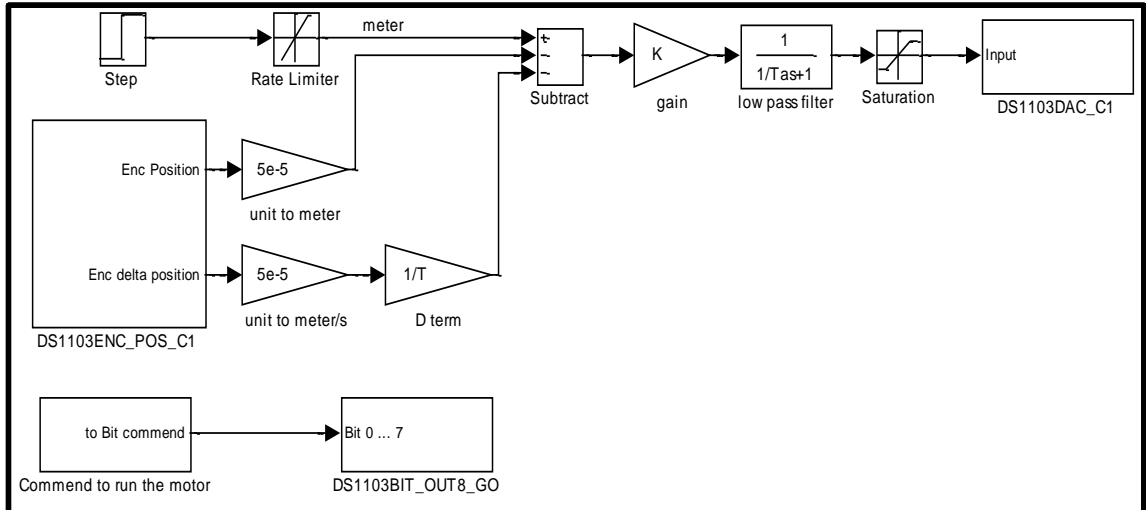 meter
+
−
−
Step
Rate Limiter
Subtract
K
gain
1
1/Tas+1
low pass filter
Saturation
Input
DS1103DAC_C1
Enc Position
5e-5
unit to meter
Enc delta position
5e-5
unit to meter/s
1/T
D term
DS1103ENC_POS_C1
to Bit commend
Commend to run the motor
Bit 0 ... 7
DS1103BIT_OUT8_GO